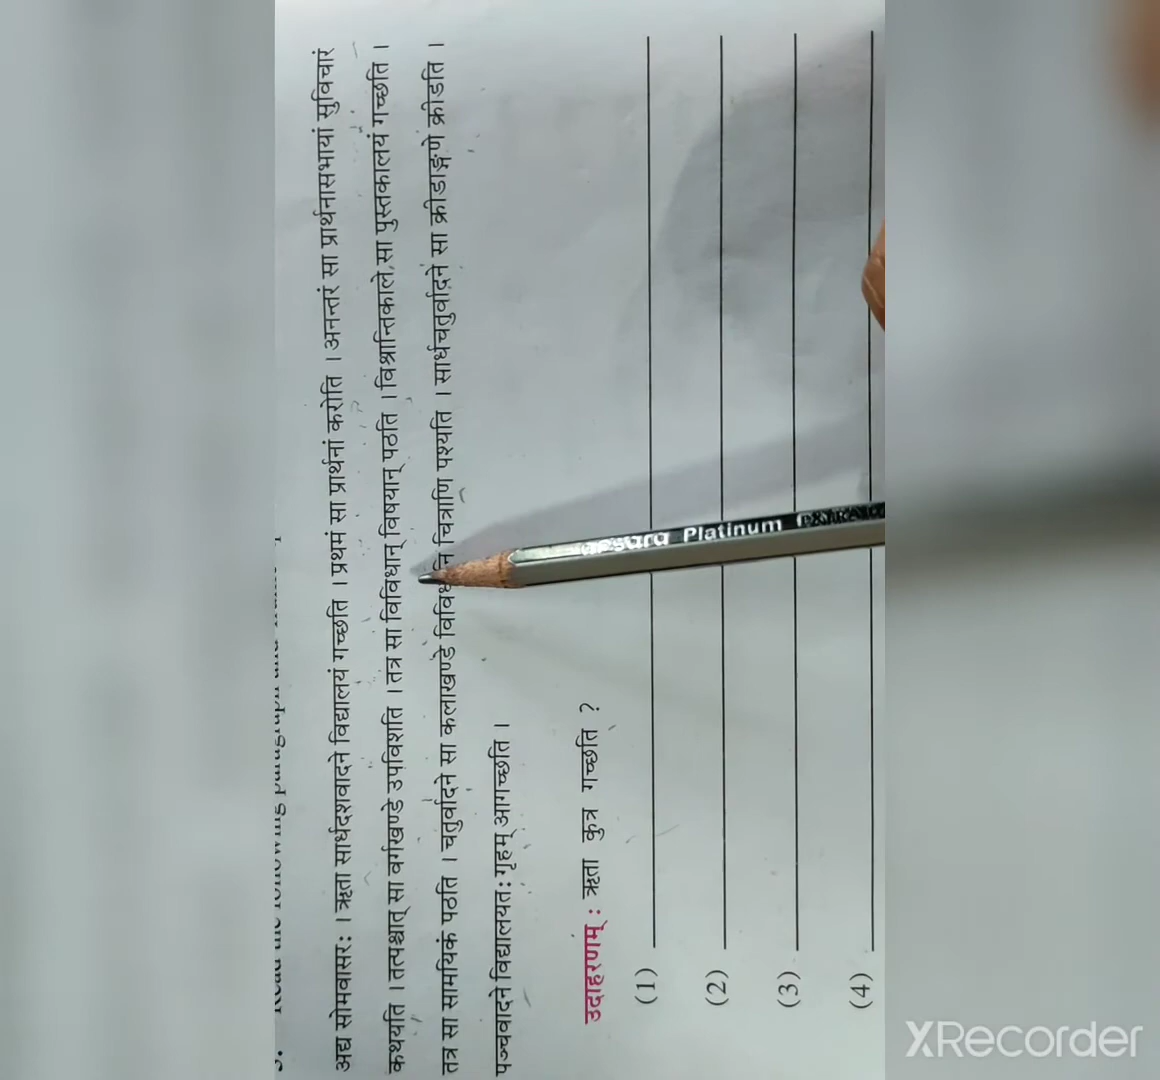 अद्य सोमवासरः । ऋता सार्धदशवादने विद्यालयं गच्छति । प्रथमं सा प्रार्थनां करोति । अनन्तरं सा प्रार्थनासभायां सुविचारं
कथयति । तत्पश्चात् सा वर्गखण्डे उपविशति । तत्र सा विविधान् विषयान् पठति । विश्रान्तिकाले सा पुस्तकालयं गच्छति ।
तत्र सा सामयिकं पठति । चतुर्वादने सा कलाखण्डे चित्राणि पश्यति । सार्धचतुर्वादने सा क्रीडाङ्गणे क्रीडति ।
पञ्चवादने विद्यालयतः गृहम् आगच्छति ।
उदाहरणम् : ऋता कुत्र गच्छति ?
(1)
(2)
(3)
(4)
apsara Platinum
XRecorder